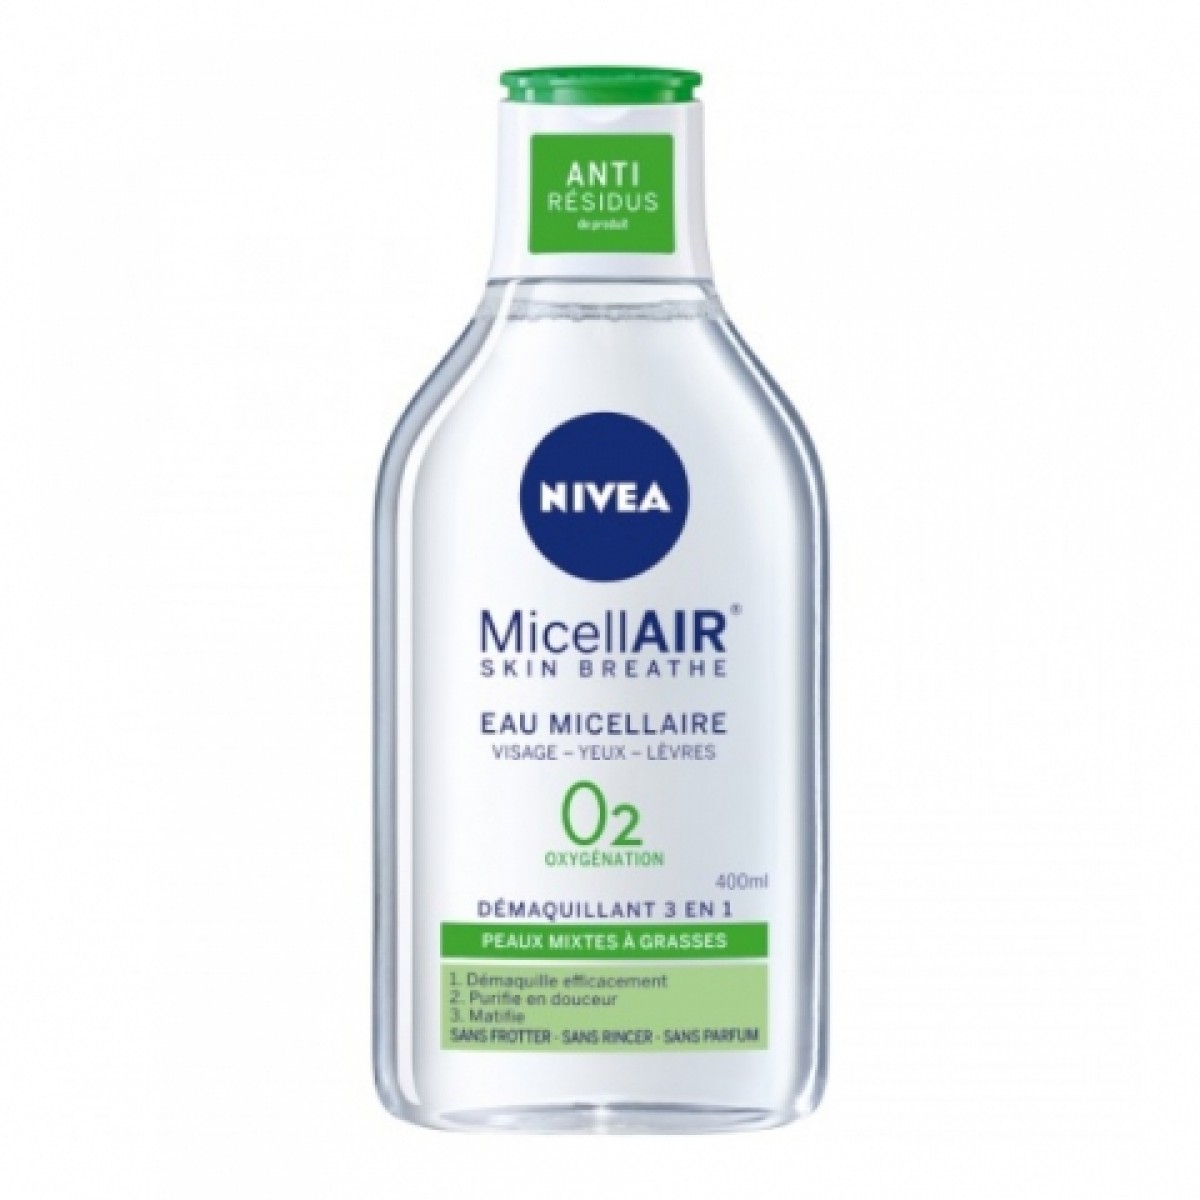 ANTI
RÉSIDUS
de produit
NIVEA
MicellAIR®
SKIN BREATHE
EAU MICELLAIRE
VISAGE – YEUX – LÈVRES
O2
OXYGÉNATION
400ml
DÉMAQUILLANT 3 EN 1
PEAUX MIXTES À GRASSES
1. Démaquille efficacement
2. Purifie en douceur
3. Matifie
SANS FROTTER - SANS RINCER - SANS PARFUM